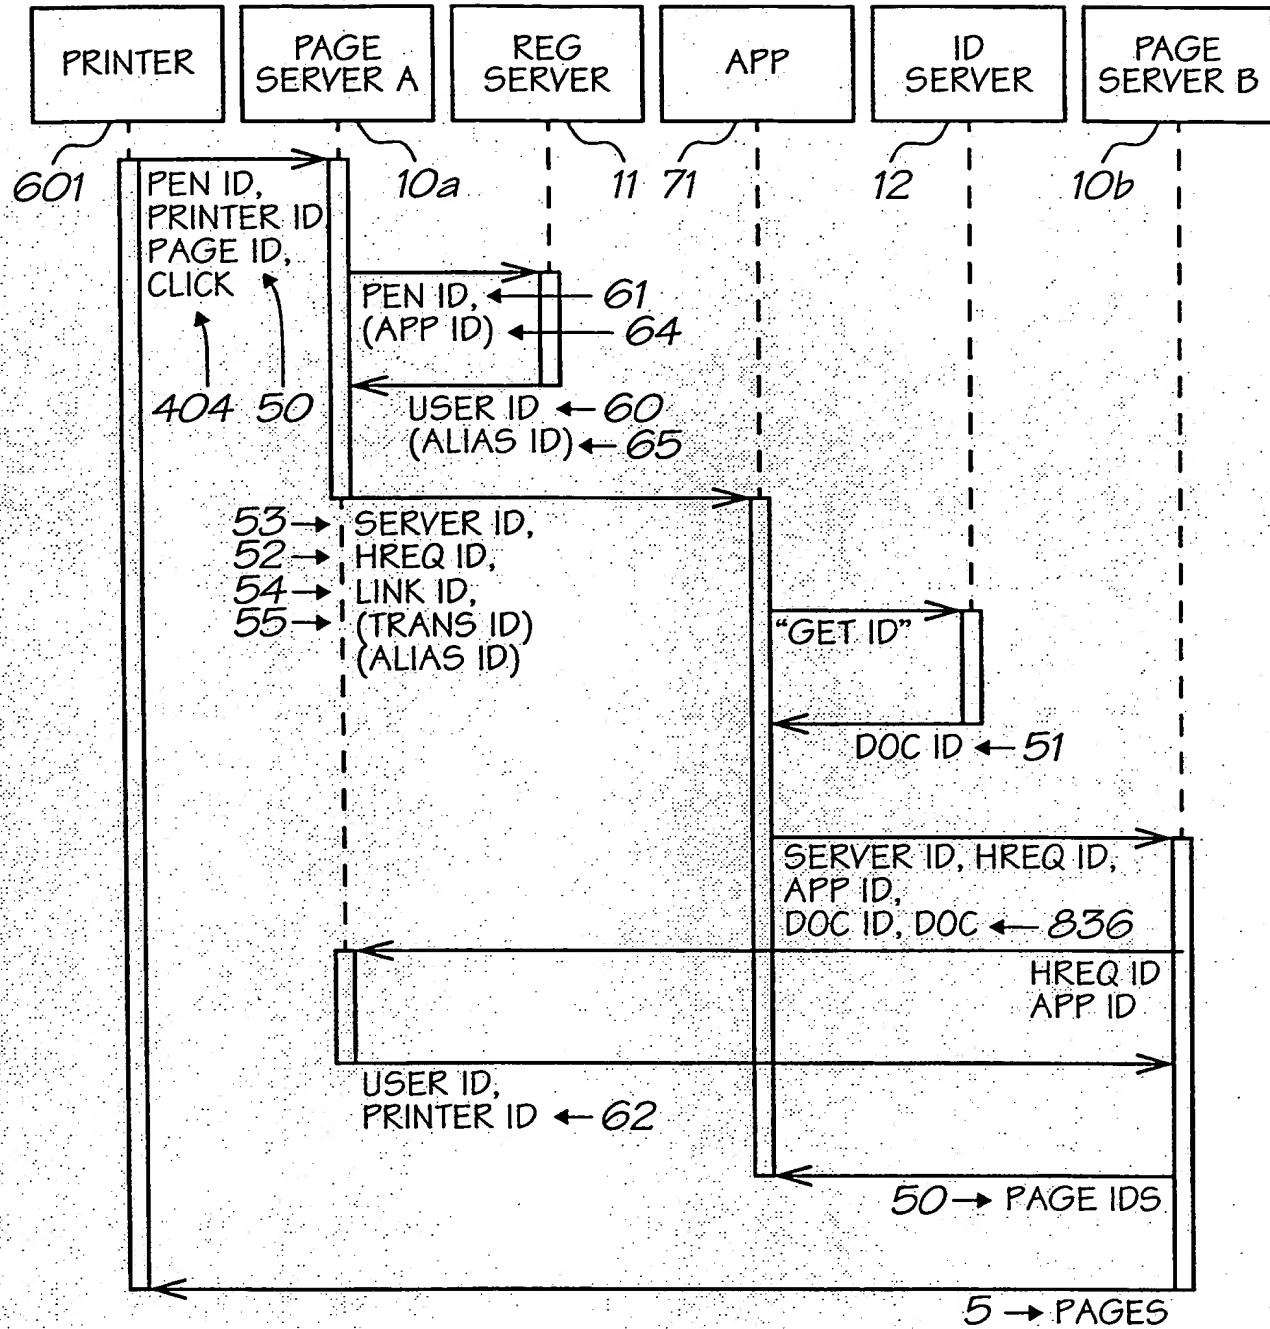 PRINTER
PAGE
SERVER A
REG
SERVER
APP
ID
SERVER
PAGE
SERVER B
601
10a
11
71
12
10b
PEN ID,
PRINTER ID
PAGE ID,
CLICK
404
50
PEN ID,
61
(APP ID)
64
USER ID
60
(ALIAS ID)
65
53
SERVER ID,
52
HREQ ID,
54
LINK ID,
55
(TRANS ID)
(ALIAS ID)
"GET ID"
DOC ID
51
SERVER ID, HREQ ID,
APP ID,
DOC ID, DOC
836
HREQ ID
APP ID
USER ID,
PRINTER ID
62
50
PAGE IDS
5
PAGES